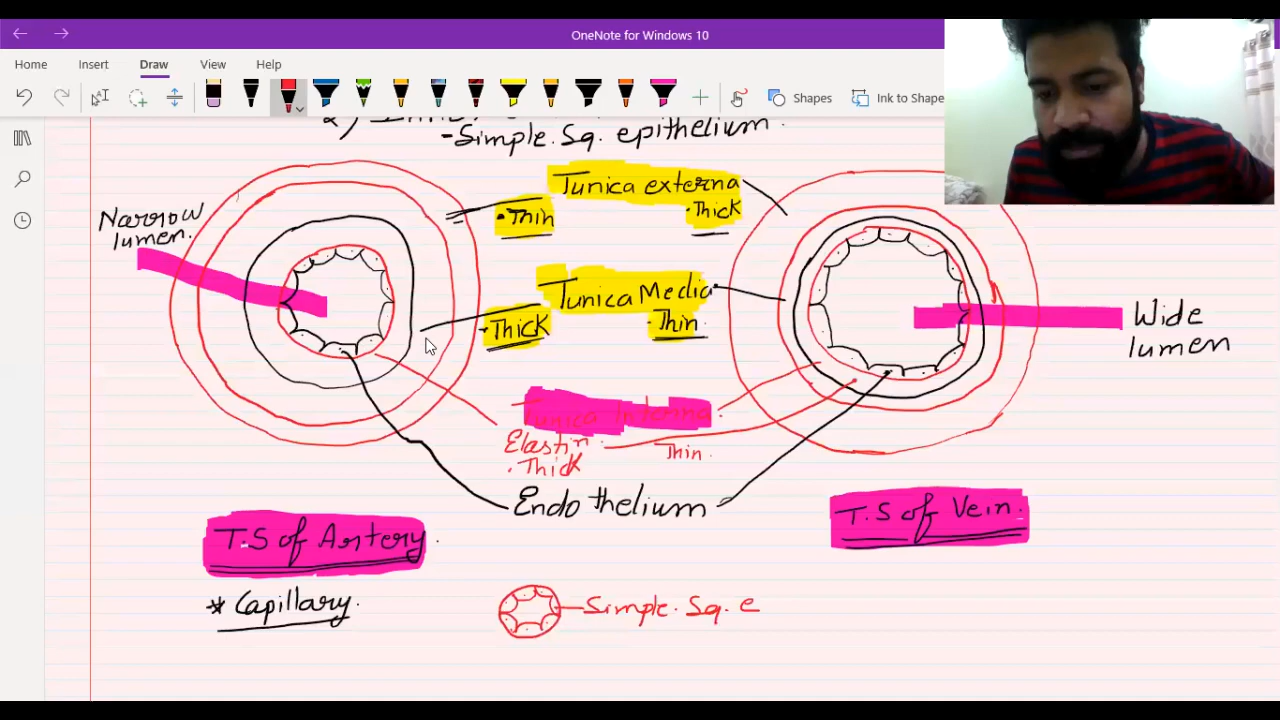 OneNote for Windows 10
Home Insert Draw View Help
Shapes Ink to Shape
2)
-Simple. Sq. epithelium.
Narrow
lumen.
Tunica externa
•Thin •Thick
Tunica Media
•Thick •Thin
Wide
lumen
Tunica Interna
Elastin
•Thick Thin.
Endothelium
T.S of Artery.
T.S of Vein.
* Capillary.
Simple. Sq. e